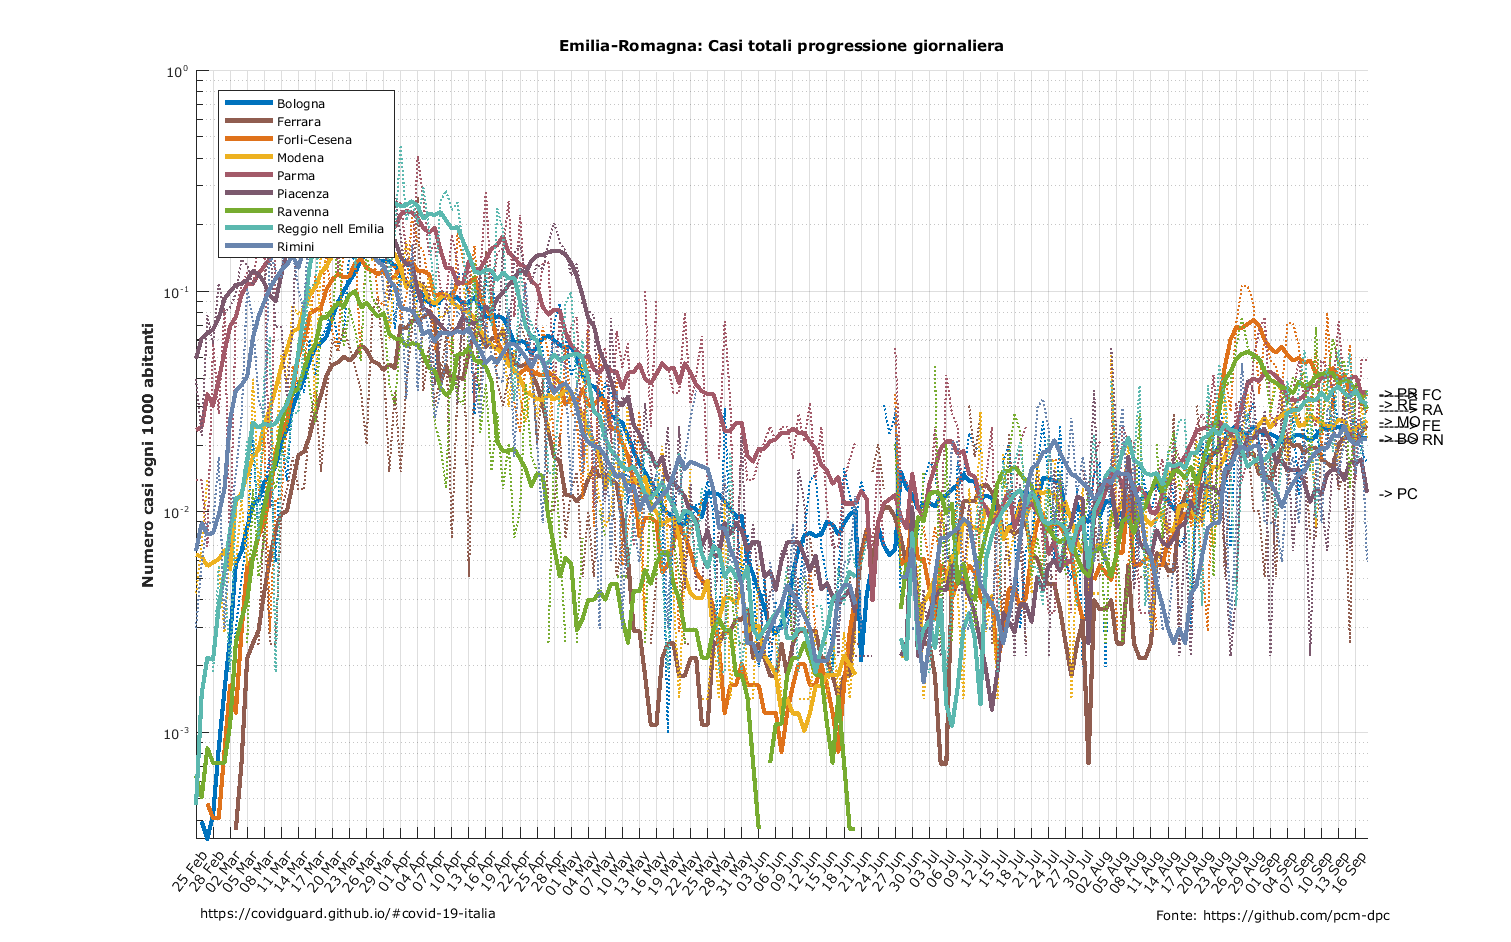 Emilia-Romagna: Casi totali progressione giornaliera
Numero casi ogni 1000 abitanti
10⁰
10⁻¹
10⁻²
10⁻³
Bologna
Ferrara
Forli-Cesena
Modena
Parma
Piacenza
Ravenna
Reggio nell Emilia
Rimini
-> PR
FC
-> RE
RA
-> MO
FE
-> BO
RN
-> PC
25 Feb
28 Feb
02 Mar
05 Mar
08 Mar
11 Mar
14 Mar
17 Mar
20 Mar
23 Mar
26 Mar
29 Mar
01 Apr
04 Apr
07 Apr
10 Apr
13 Apr
16 Apr
19 Apr
22 Apr
25 Apr
28 Apr
01 May
04 May
07 May
10 May
13 May
16 May
19 May
22 May
25 May
28 May
31 May
03 Jun
06 Jun
09 Jun
12 Jun
15 Jun
18 Jun
21 Jun
24 Jun
27 Jun
30 Jun
03 Jul
06 Jul
09 Jul
12 Jul
15 Jul
18 Jul
21 Jul
24 Jul
27 Jul
30 Jul
02 Aug
05 Aug
08 Aug
11 Aug
14 Aug
17 Aug
20 Aug
23 Aug
26 Aug
29 Aug
01 Sep
04 Sep
07 Sep
10 Sep
13 Sep
16 Sep
https://covidguard.github.io/#covid-19-italia
Fonte: https://github.com/pcm-dpc